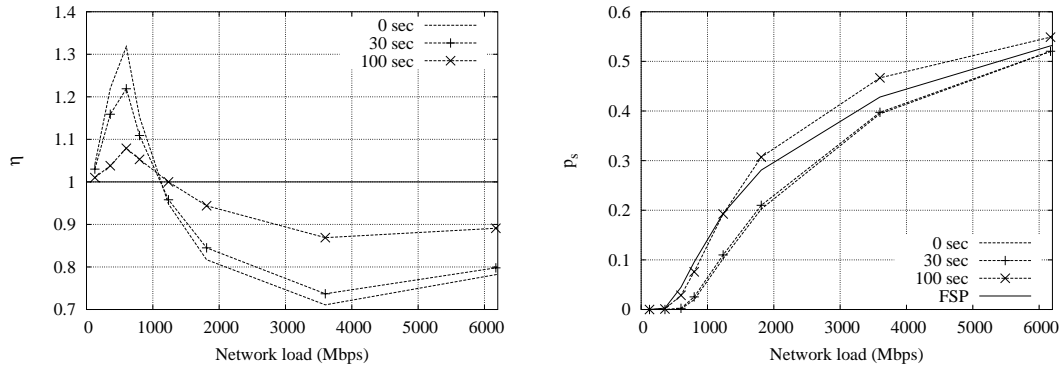 1.4
1.3
1.2
1.1
1
0.9
0.8
0.7
0 1000 2000 3000 4000 5000 6000
η
Network load (Mbps)
0 sec
30 sec
100 sec
0.6
0.5
0.4
0.3
0.2
0.1
0
0 1000 2000 3000 4000 5000 6000
p_s
Network load (Mbps)
0 sec
30 sec
100 sec
FSP